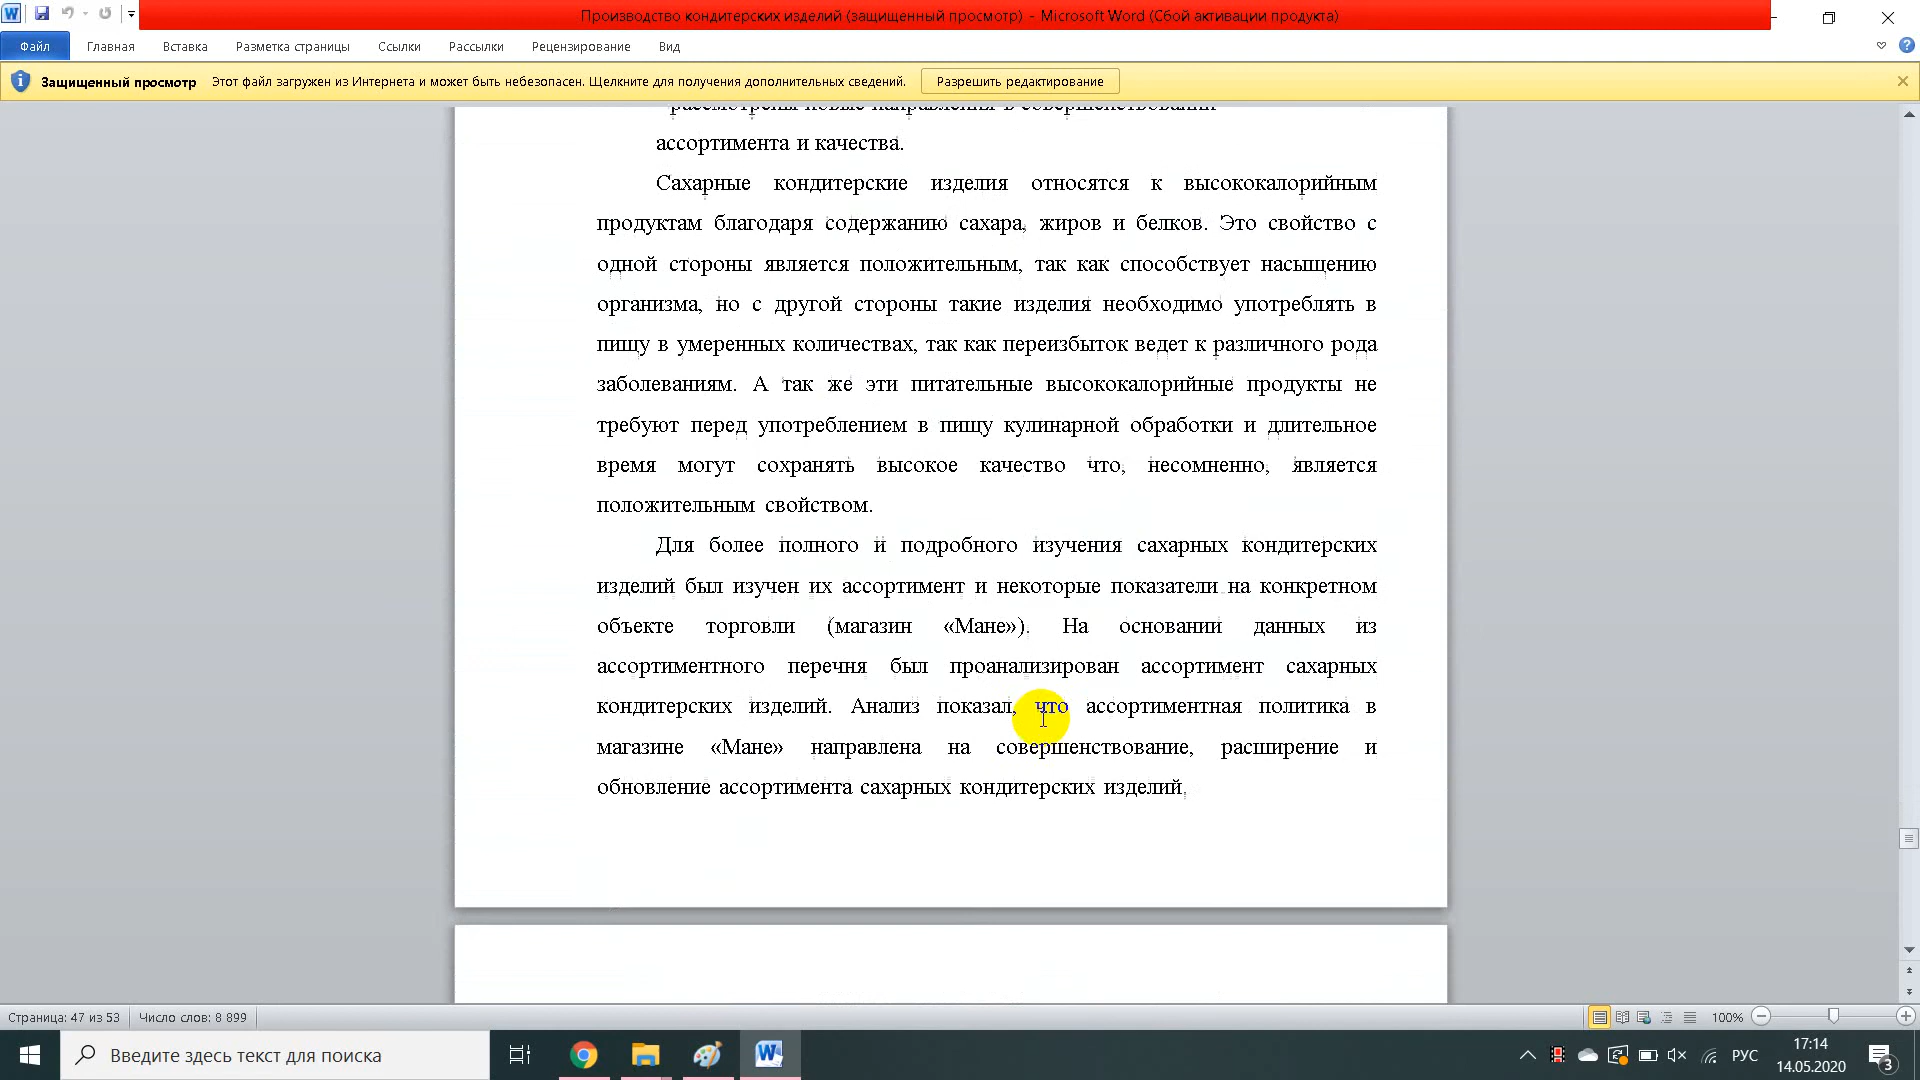 Производство кондитерских изделий (защищенный просмотр) - Microsoft Word (Сбой активации продукта)
Файл Главная Вставка Разметка страницы Ссылки Рассылки Рецензирование Вид
Защищенный просмотр Этот файл загружен из Интернета и может быть небезопасен. Щелкните для получения дополнительных сведений. Разрешить редактирование
рассмотрены новые направления в совершенствовании
ассортимента и качества.
Сахарные кондитерские изделия относятся к высококалорийным
продуктам благодаря содержанию сахара, жиров и белков. Это свойство с
одной стороны является положительным, так как способствует насыщению
организма, но с другой стороны такие изделия необходимо употреблять в
пищу в умеренных количествах, так как переизбыток ведет к различного рода
заболеваниям. А так же эти питательные высококалорийные продукты не
требуют перед употреблением в пищу кулинарной обработки и длительное
время могут сохранять высокое качество что, несомненно, является
положительным свойством.
Для более полного и подробного изучения сахарных кондитерских
изделий был изучен их ассортимент и некоторые показатели на конкретном
объекте торговли (магазин «Мане»). На основании данных из
ассортиментного перечня был проанализирован ассортимент сахарных
кондитерских изделий. Анализ показал, что ассортиментная политика в
магазине «Мане» направлена на совершенствование, расширение и
обновление ассортимента сахарных кондитерских изделий.
Страница: 47 из 53 Число слов: 8 899 100%
Введите здесь текст для поиска
РУС
17:14
14.05.2020
3